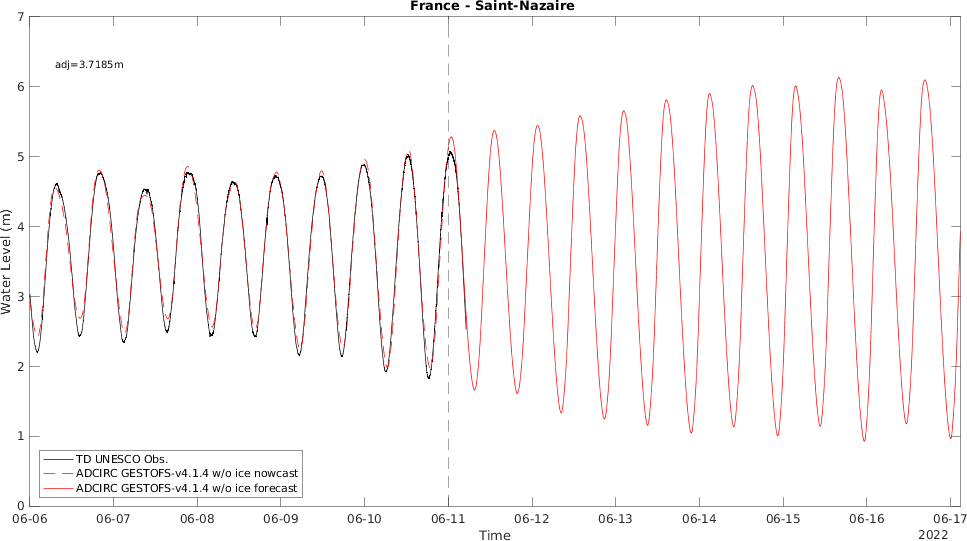 France - Saint-Nazaire
7
adj=3.7185m
6
5
4
3
2
1
0
Water Level (m)
TD UNESCO Obs.
ADCIRC GESTOFS-v4.1.4 w/o ice nowcast
ADCIRC GESTOFS-v4.1.4 w/o ice forecast
06-06 06-07 06-08 06-09 06-10 06-11 06-12 06-13 06-14 06-15 06-16 06-17
Time
2022